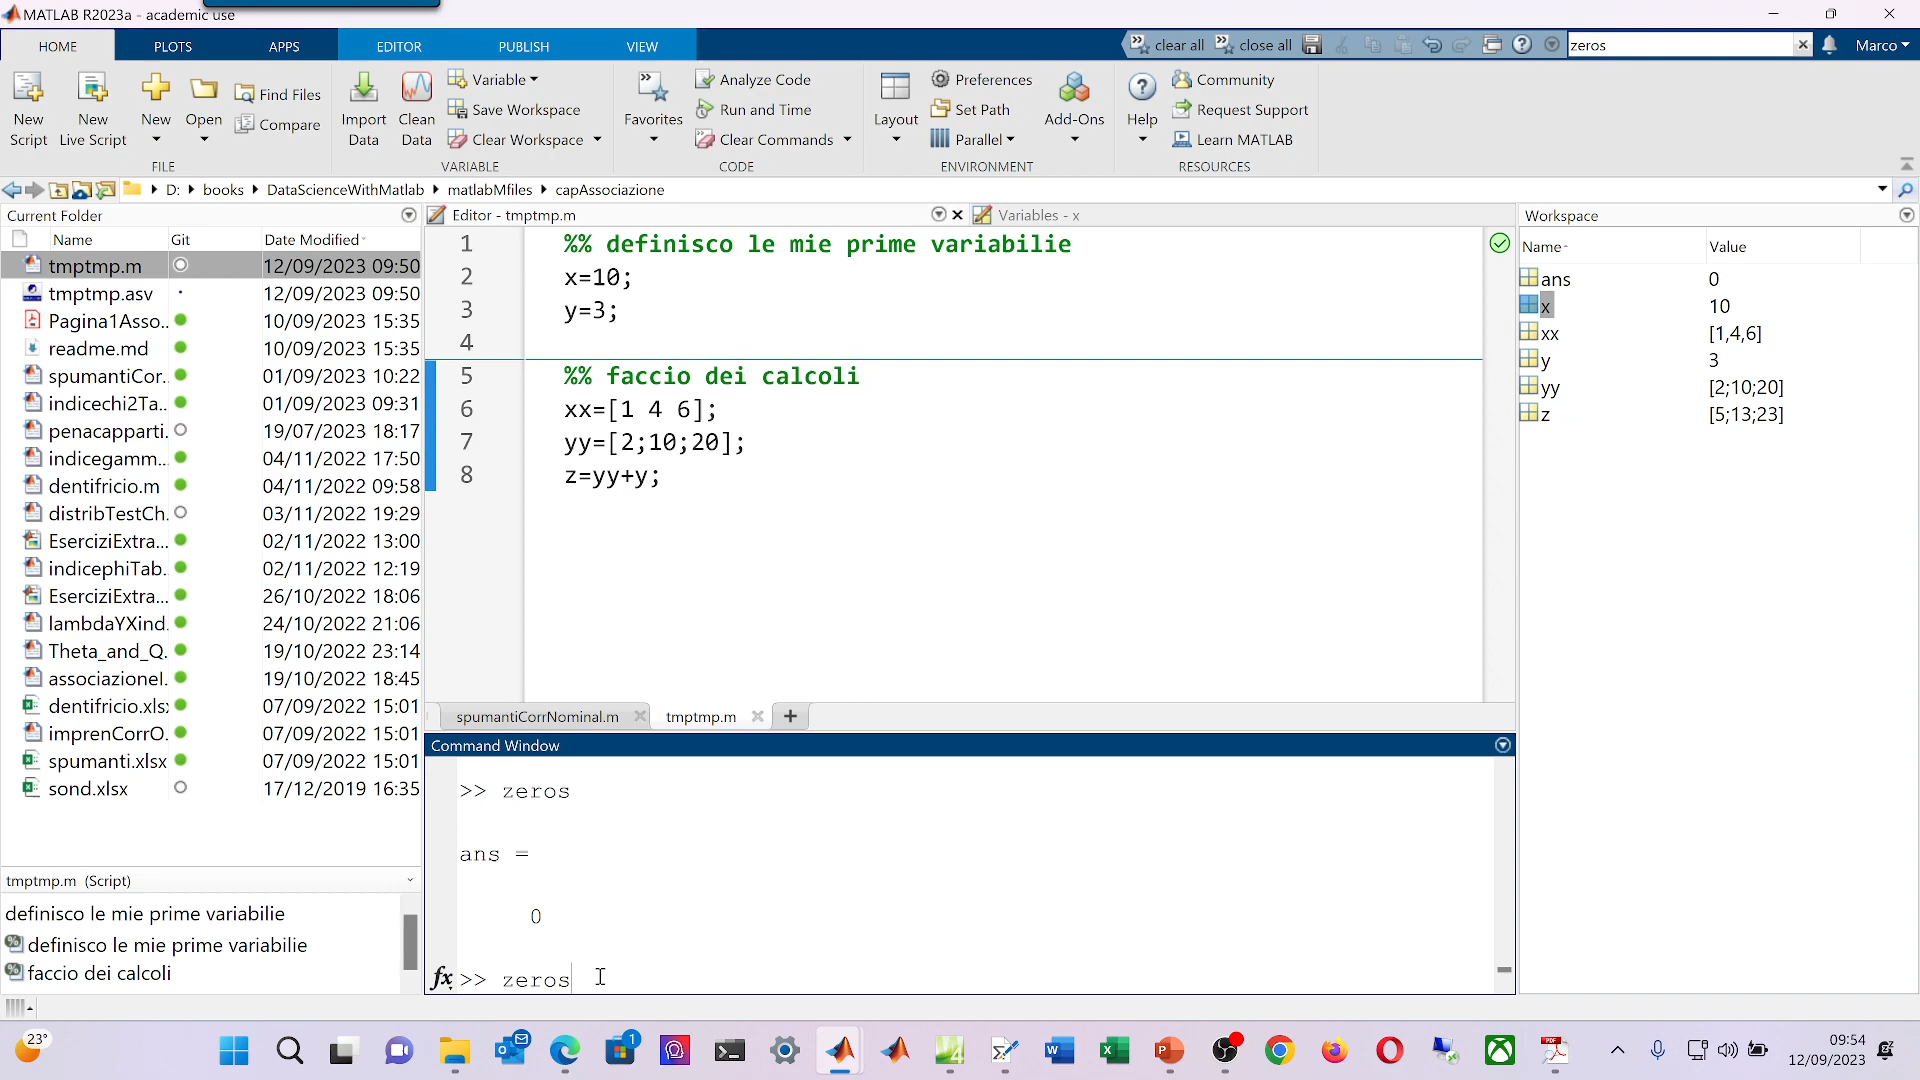 MATLAB R2023a - academic use
HOME PLOTS APPS EDITOR PUBLISH VIEW clear all close all zeros Marco
New Script
New Live Script
New
Open
Find Files
Compare
FILE
Import Data
Clean Data
Variable
Save Workspace
Clear Workspace
VARIABLE
Favorites
Analyze Code
Run and Time
Clear Commands
CODE
Layout
Preferences
Set Path
Parallel
Add-Ons
ENVIRONMENT
Help
Community
Request Support
Learn MATLAB
RESOURCES
D: books DataScienceWithMatlab matlabMfiles capAssociazione
Current Folder
Name Git Date Modified
tmptmp.m 12/09/2023 09:50
tmptmp.asv 12/09/2023 09:50
Pagina1Asso... 10/09/2023 15:35
readme.md 10/09/2023 15:35
spumantiCor... 01/09/2023 10:22
indicechi2Ta... 01/09/2023 09:31
penacapparti... 19/07/2023 18:17
indicegamm... 04/11/2022 17:50
dentifricio.m 04/11/2022 09:58
distribTestCh... 03/11/2022 19:29
EserciziExtra... 02/11/2022 13:00
indicephiTab... 02/11/2022 12:19
EserciziExtra... 26/10/2022 18:06
lambdaYXind... 24/10/2022 21:06
Theta_and_Q... 19/10/2022 23:14
associazioneI... 19/10/2022 18:45
dentifricio.xlsx 07/09/2022 15:01
imprenCorrO... 07/09/2022 15:01
spumanti.xlsx 07/09/2022 15:01
sond.xlsx 17/12/2019 16:35
tmptmp.m (Script)
definisco le mie prime variabilie
definisco le mie prime variabilie
faccio dei calcoli
Editor - tmptmp.m
Variables - x
1 %% definisco le mie prime variabilie
2 x=10;
3 y=3;
4
5 %% faccio dei calcoli
6 xx=[1 4 6];
7 yy=[2;10;20];
8 z=yy+y;
spumantiCorrNominal.m tmptmp.m
Command Window
>> zeros
ans =
0
fx >> zeros
Workspace
Name Value
ans 0
x 10
xx [1,4,6]
y 3
yy [2;10;20]
z [5;13;23]
23°
1
09:54
12/09/2023